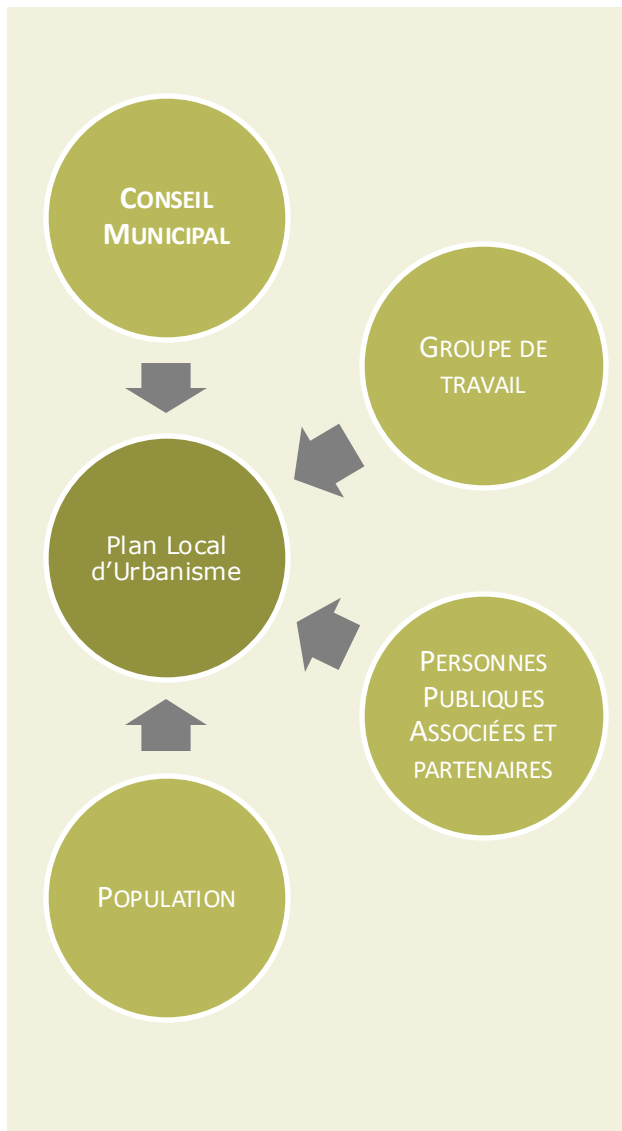 CONSEIL
MUNICIPAL
GROUPE DE
TRAVAIL
Plan Local
d’Urbanisme
PERSONNES
PUBLIQUES
ASSOCIÉES ET
PARTENAIRES
POPULATION